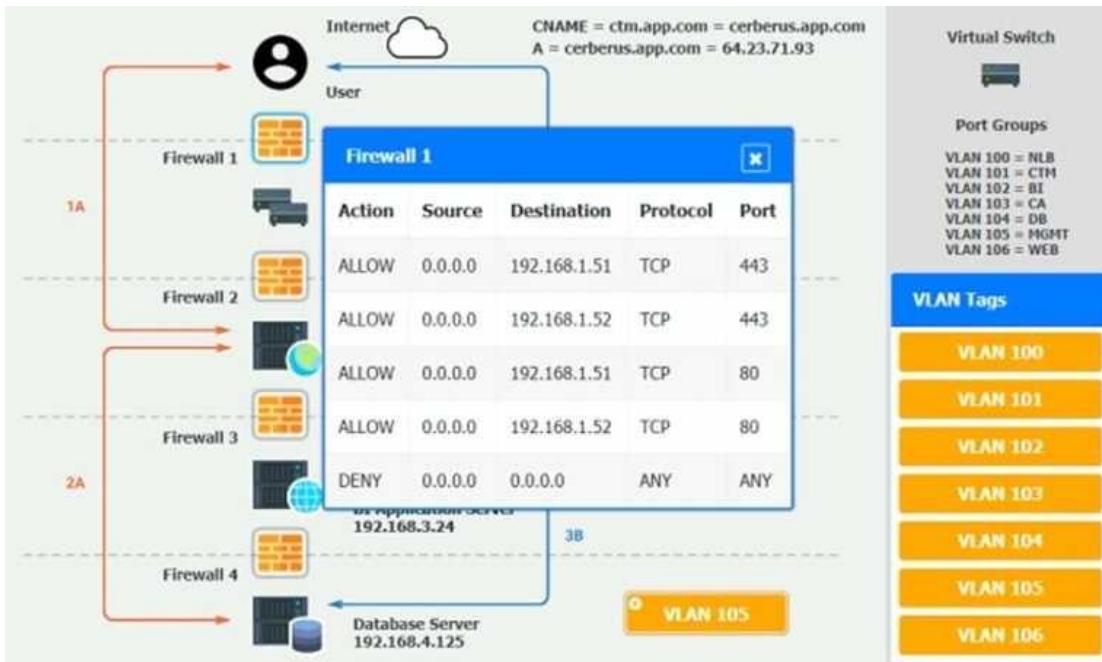 Internet
CNAME = ctm.app.com = cerberus.app.com
A = cerberus.app.com = 64.23.71.93
User
Firewall 1
1A
Firewall 2
Firewall 3
2A
BI Application Server
192.168.3.24
3B
Firewall 4
Database Server
192.168.4.125
VLAN 105
Firewall 1
Action Source Destination Protocol Port
ALLOW 0.0.0.0 192.168.1.51 TCP 443
ALLOW 0.0.0.0 192.168.1.52 TCP 443
ALLOW 0.0.0.0 192.168.1.51 TCP 80
ALLOW 0.0.0.0 192.168.1.52 TCP 80
DENY 0.0.0.0 0.0.0.0 ANY ANY
Virtual Switch
Port Groups
VLAN 100 = NLB
VLAN 101 = CTM
VLAN 102 = BI
VLAN 103 = CA
VLAN 104 = DB
VLAN 105 = MGMT
VLAN 106 = WEB
VLAN Tags
VLAN 100
VLAN 101
VLAN 102
VLAN 103
VLAN 104
VLAN 105
VLAN 106